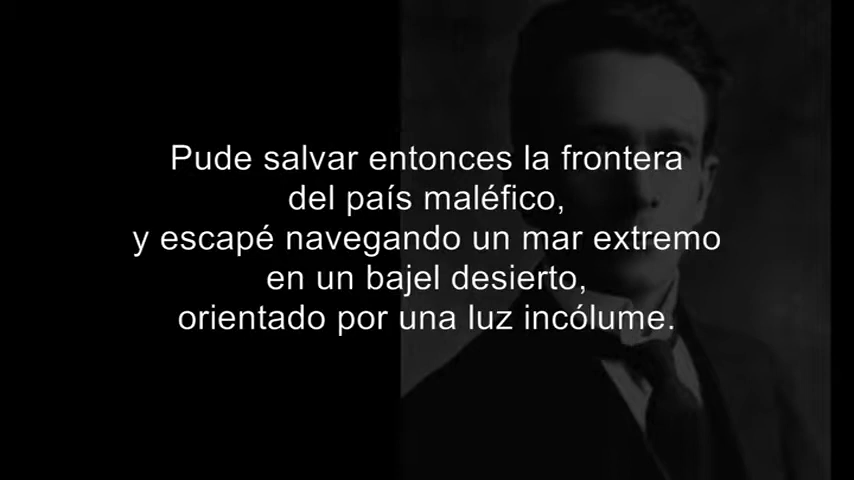 Pude salvar entonces la frontera
del país maléfico,
y escapé navegando un mar extremo
en un bajel desierto,
orientado por una luz incólume.